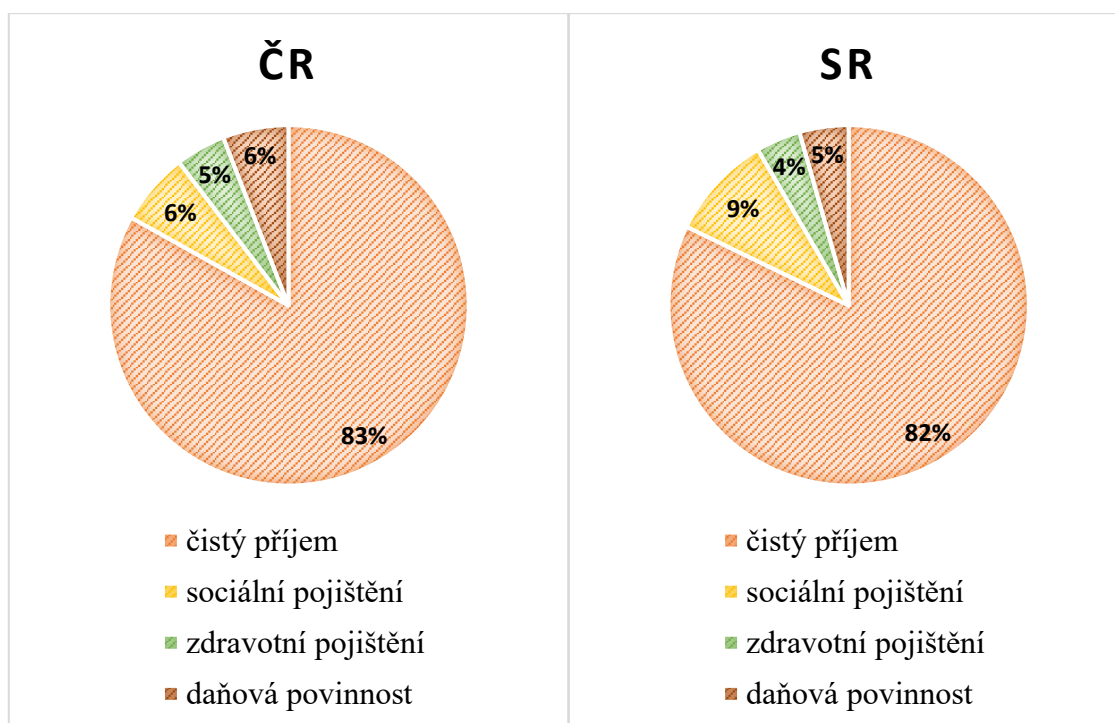 ČR
6%
5%
6%
83%
čistý příjem
sociální pojištění
zdravotní pojištění
daňová povinnost
SR
5%
4%
9%
82%
čistý příjem
sociální pojištění
zdravotní pojištění
daňová povinnost